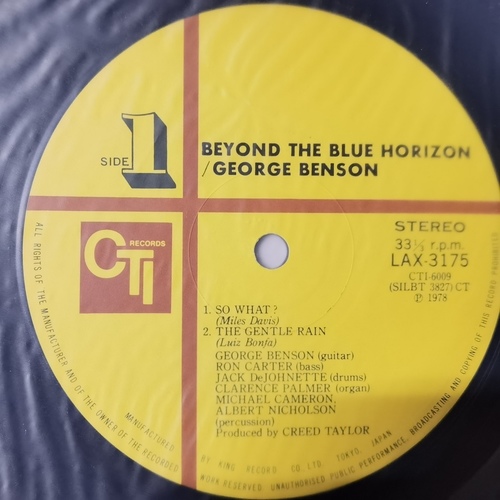 SIDE 1
BEYOND THE BLUE HORIZON
/GEORGE BENSON
CTI RECORDS
STEREO
33⅓ r.p.m.
LAX-3175
CTI-6009
(SILBT 3827) CT
Ⓟ 1978
1. SO WHAT?
(Miles Davis)
2. THE GENTLE RAIN
(Luiz Bonfa)
GEORGE BENSON (guitar)
RON CARTER (bass)
JACK DeJOHNETTE (drums)
CLARENCE PALMER (organ)
MICHAEL CAMERON,
ALBERT NICHOLSON
(percussion)
Produced by CREED TAYLOR
ALL RIGHTS OF THE MANUFACTURER AND OF THE OWNER OF THE RECORDED WORK RESERVED. UNAUTHORISED PUBLIC PERFORMANCE, BROADCASTING AND COPYING OF THIS RECORD PROHIBITED
MANUFACTURED BY KING RECORD CO. LTD. TOKYO, JAPAN